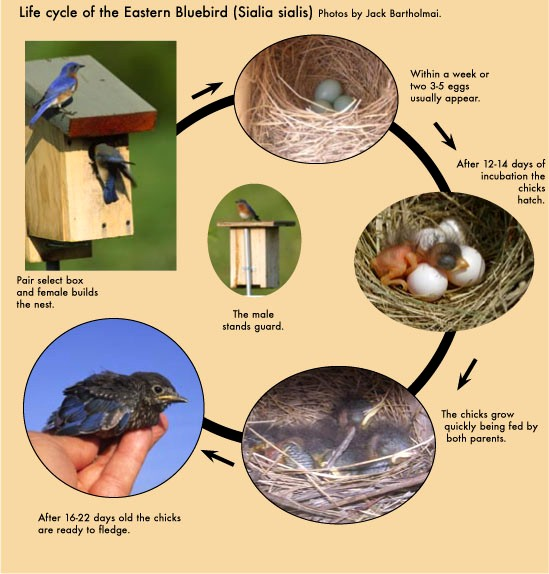 Life cycle of the Eastern Bluebird (Sialia sialis) Photos by Jack Bartholmai.
Within a week or
two 3-5 eggs
usually appear.
After 12-14 days of
incubation the
chicks
hatch.
Pair select box
and female builds
the nest.
The male
stands guard.
The chicks grow
quickly being fed by
both parents.
After 16-22 days old the chicks
are ready to fledge.